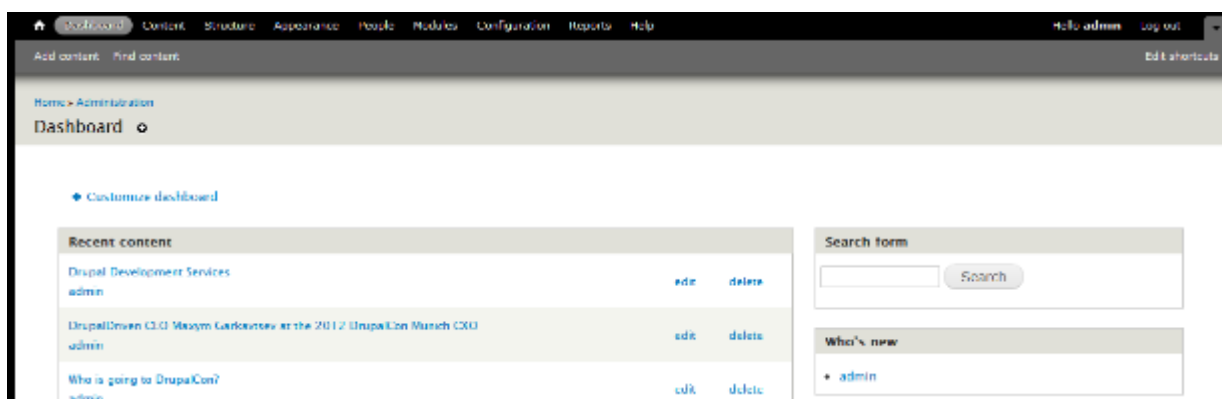 Dashboard Content Structure Appearance People Modules Configuration Reports Help Hello admin Log out
Add content Find content Edit shortcuts
Home » Administration
Dashboard
Customize dashboard
Recent content
Drupal Development Services
admin
edit delete
DrupalDriven CEO Maxym at the 2012 DrupalCon Munich CXO
admin
edit delete
Who is going to DrupalCon?
admin
edit delete
Search form
Search
Who's new
admin